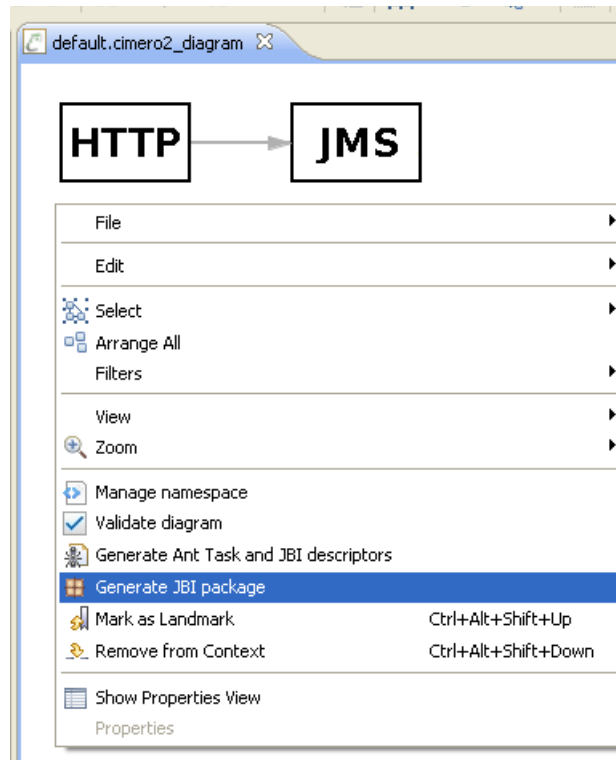 default.cimero2_diagram
HTTP JMS
File
Edit
Select
Arrange All
Filters
View
Zoom
Manage namespace
Validate diagram
Generate Ant Task and JBI descriptors
Generate JBI package
Mark as Landmark Ctrl+Alt+Shift+Up
Remove from Context Ctrl+Alt+Shift+Down
Show Properties View
Properties